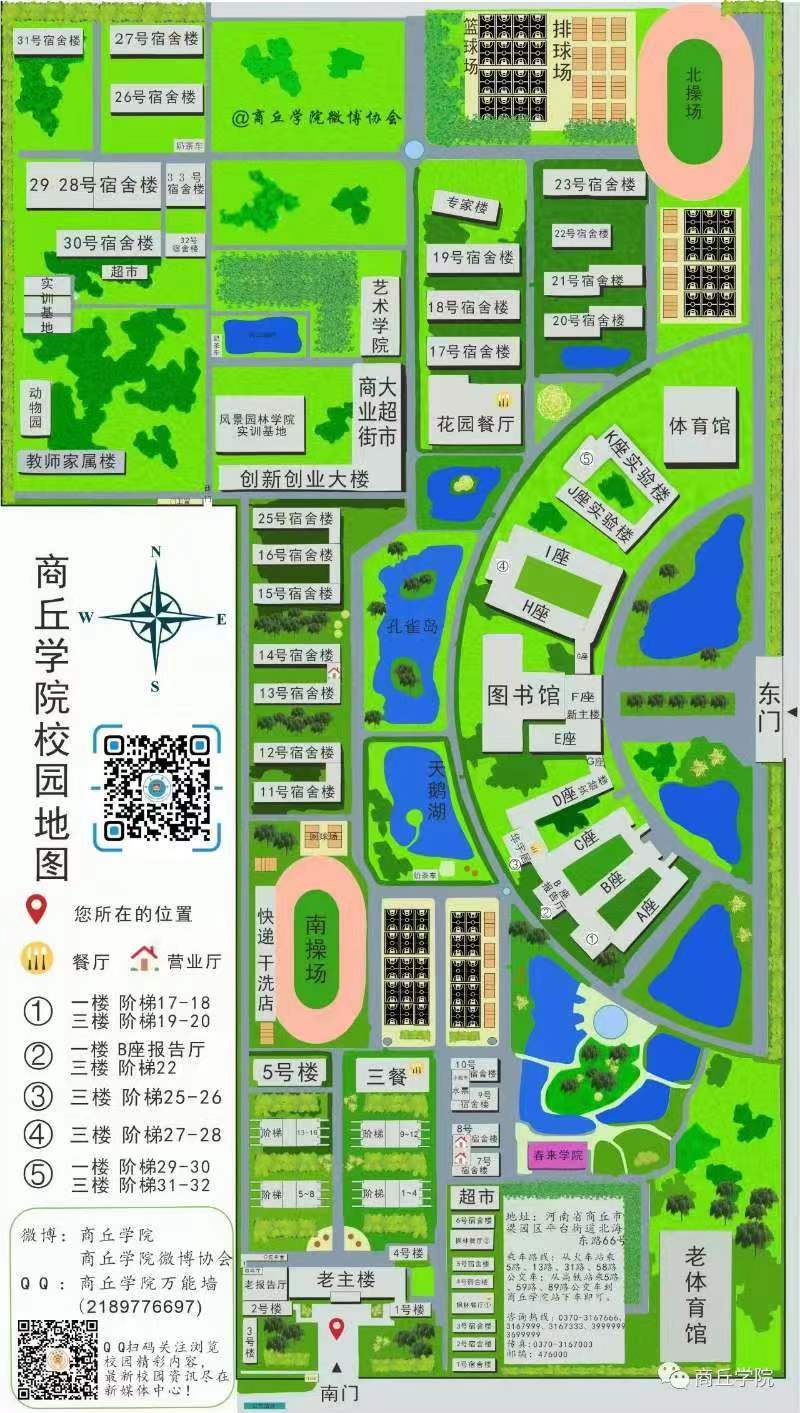 31号宿舍楼
27号宿舍楼
26号宿舍楼
奶茶车
@商丘学院微博协会
篮球场
排球场
北操场
29 28号宿舍楼
33号
宿舍楼
30号宿舍楼
32号
宿舍楼
超市
实训基地
专家楼
23号宿舍楼
22号宿舍楼
19号宿舍楼
21号宿舍楼
18号宿舍楼
20号宿舍楼
17号宿舍楼
艺术学院
奶茶车
动物园
教师家属楼
风景园林学院
实训基地
商业街
大超市
创新创业大楼
花园餐厅
体育馆
K座实验楼
⑤
J座实验楼
25号宿舍楼
16号宿舍楼
15号宿舍楼
14号宿舍楼
13号宿舍楼
12号宿舍楼
11号宿舍楼
孔雀岛
天鹅湖
I座
④
H座
G座
图书馆
F座
新主楼
E座
G座
东门
D座实验楼
华宇居
③
C座
B座
报告厅
②
B座
A座
①
商丘学院校园地图
N
W
E
S
您所在的位置
餐厅
营业厅
① 一楼 阶梯17-18
三楼 阶梯19-20
② 一楼 B座报告厅
三楼 阶梯22
③ 三楼 阶梯25-26
④ 三楼 阶梯27-28
⑤ 一楼 阶梯29-30
三楼 阶梯31-32
微博：商丘学院
商丘学院微博协会
QQ：商丘学院万能墙
(2189776697)
QQ扫码关注浏览
校园精彩内容，
最新校园资讯尽在
新媒体中心！
奶茶车
快递 干洗店
南操场
5号楼
三餐
10号
宿舍楼
水票
9号
宿舍楼
8号
宿舍楼
7号
宿舍楼
阶梯 13-16
阶梯 9-12
阶梯 5-8
阶梯 1-4
春来学院
超市
6号宿舍楼
园林餐厅②
5号宿舍楼
4号宿舍楼
园林餐厅①
3号宿舍楼
2号宿舍楼
1号宿舍楼
地址：河南省商丘市
梁园区平台街道北海
东路66号
乘车路线：从火车站乘
5路、13路、31路、58路
公交车；从高铁站乘5路
、59路、89路公交车到
商丘学院站下车即可。
咨询热线：0370-3167666、
3167999、3167333、3999999
3699999
传真:0370-3167003
邮编：476000
老体育馆
4号楼
老报告厅
老主楼
2号楼
1号楼
3号楼
南门
商丘学院